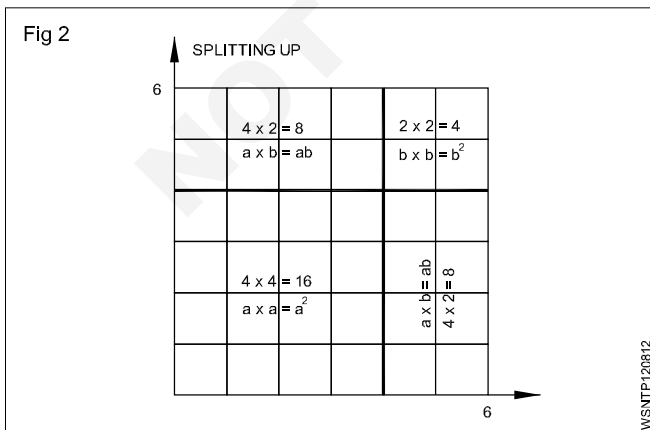 Fig 2
SPLITTING UP
6
4 x 2 = 8
a x b = ab
2 x 2 = 4
b x b = b²
4 x 4 = 16
a x a = a²
a x b = ab
4 x 2 = 8
6
WSNTP120812
NOT